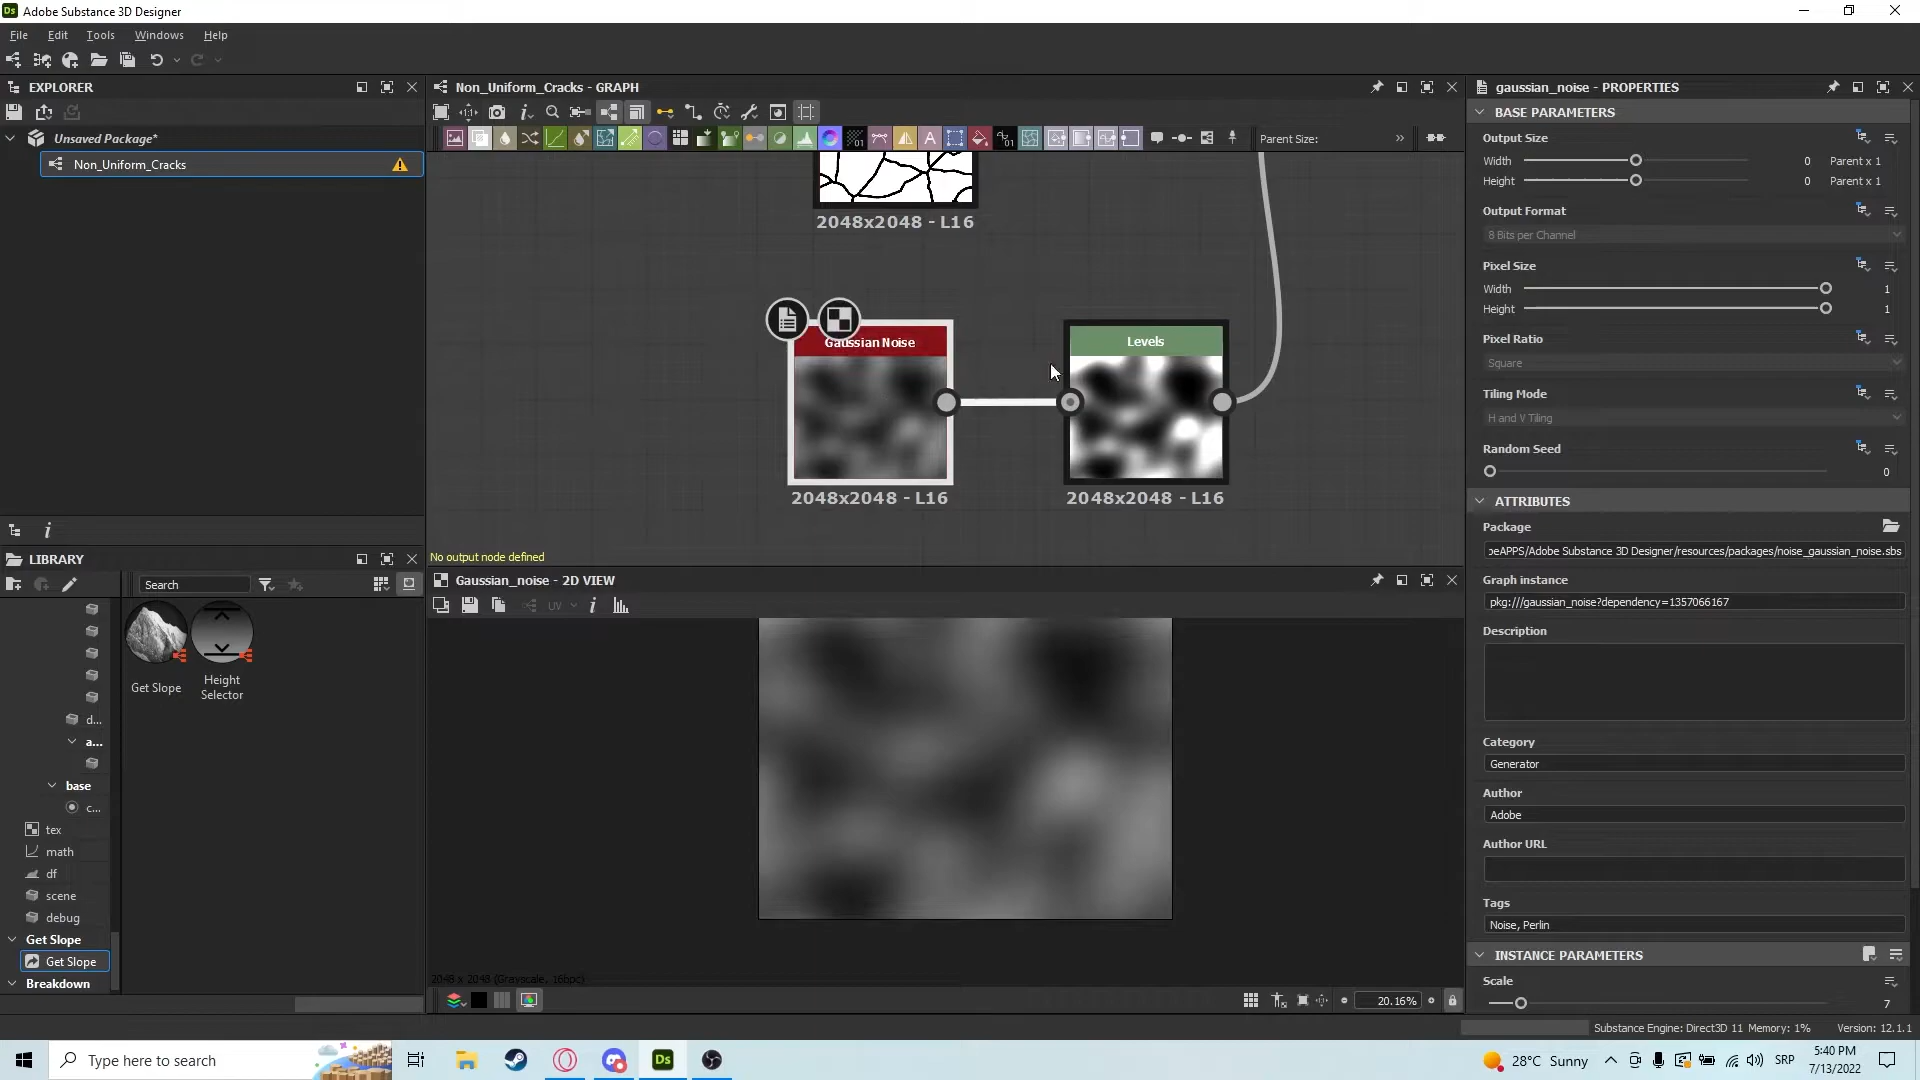 Adobe Substance 3D Designer
File Edit Tools Windows Help
EXPLORER
Unsaved Package*
Non_Uniform_Cracks
LIBRARY
Search
d...
a...
base
c...
tex
math
df
scene
debug
Get Slope
Get Slope
Breakdown
Get Slope
Height
Selector
Non_Uniform_Cracks - GRAPH
Parent Size:
2048x2048 - L16
Gaussian Noise
2048x2048 - L16
Levels
2048x2048 - L16
No output node defined
Gaussian_noise - 2D VIEW
UV
2048 x 2048 (Grayscale, 16bpc)
20.16%
gaussian_noise - PROPERTIES
BASE PARAMETERS
Output Size
Width 0 Parent x 1
Height 0 Parent x 1
Output Format
8 Bits per Channel
Pixel Size
Width 1
Height 1
Pixel Ratio
Square
Tiling Mode
H and V Tiling
Random Seed
0
ATTRIBUTES
Package
beAPPS/Adobe Substance 3D Designer/resources/packages/noise_gaussian_noise.sbs
Graph instance
pkg:///gaussian_noise?dependency=1357066167
Description
Category
Generator
Author
Adobe
Author URL
Tags
Noise, Perlin
INSTANCE PARAMETERS
Scale
7
Substance Engine: Direct3D 11 Memory: 1% Version: 12.1.1
Type here to search
Ds
28°C Sunny
SRP
5:40 PM
7/13/2022